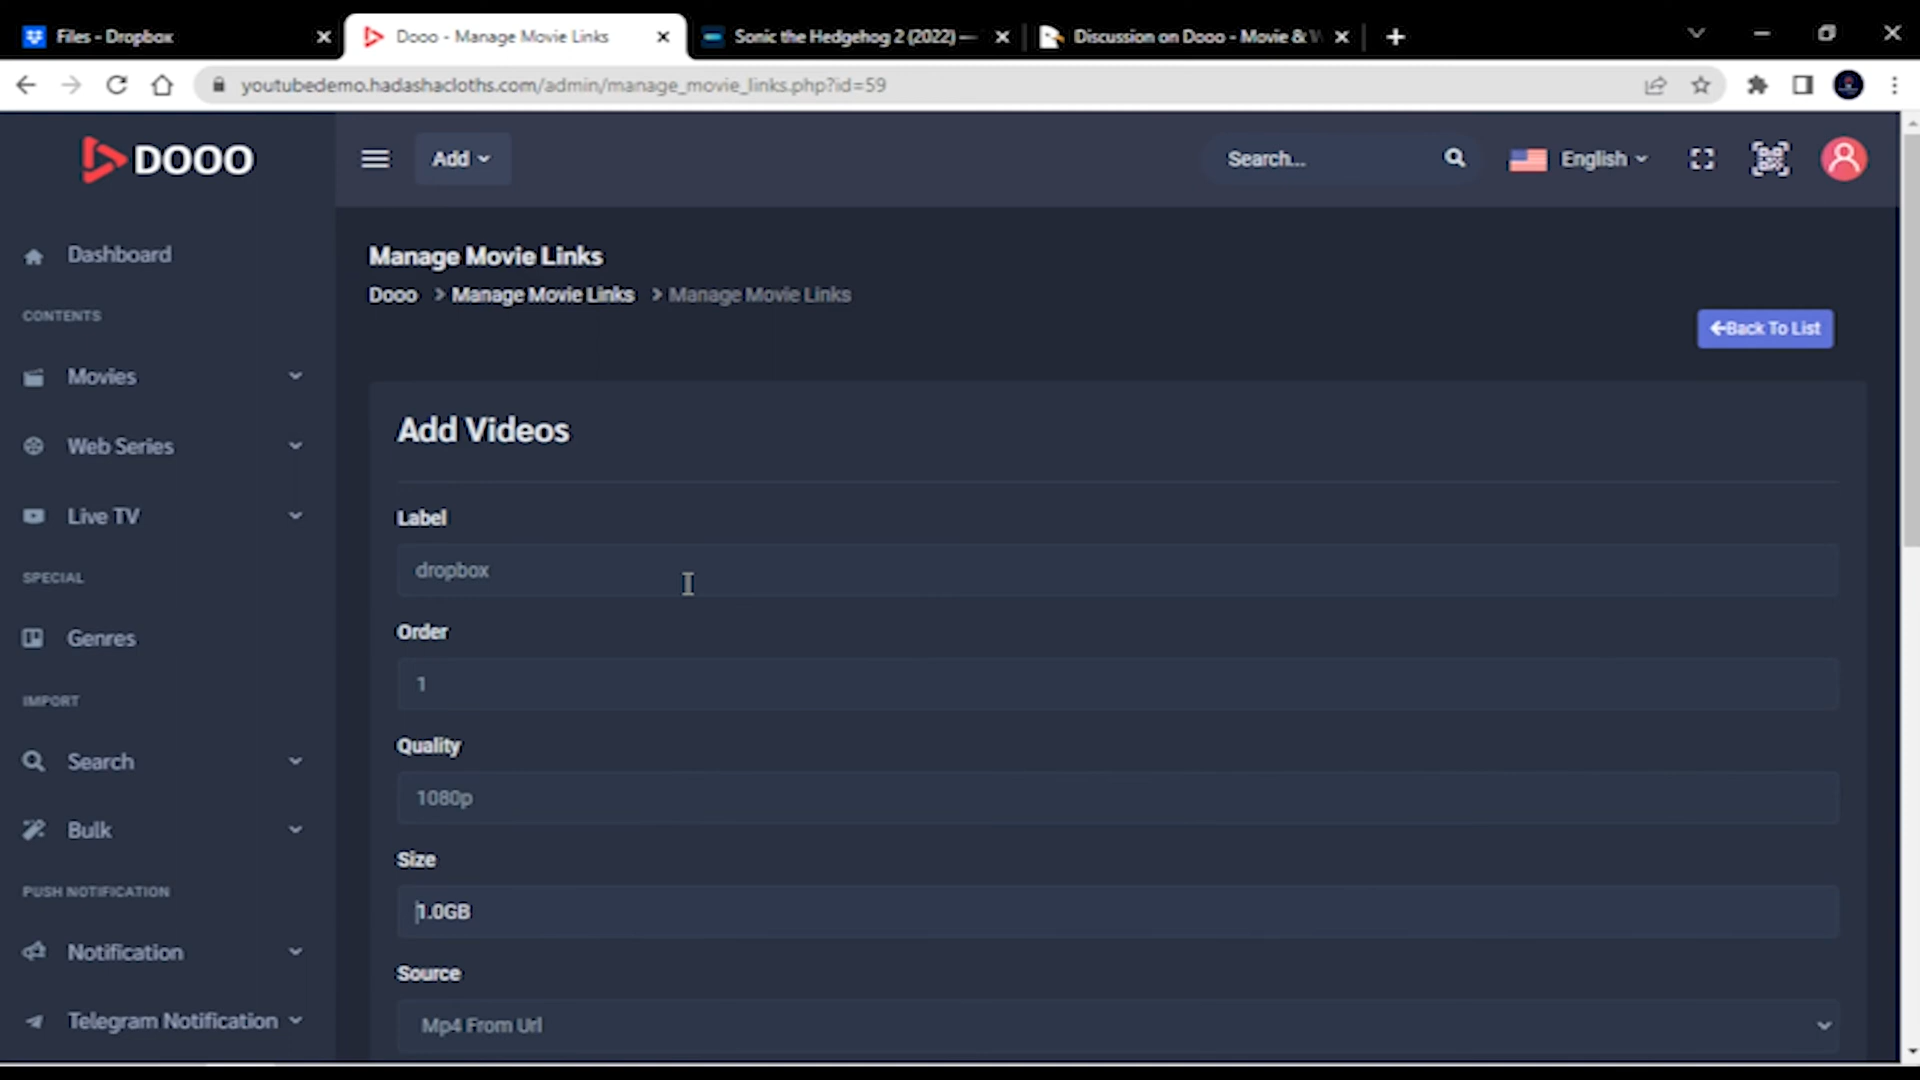 Files - Dropbox
Dooo - Manage Movie Links
Sonic the Hedgehog 2 (2022) —
Discussion on Dooo - Movie & W
youtubedemo.hadashacloths.com/admin/manage_movie_links.php?id=59
DOOO
Add
Search...
English
Dashboard
CONTENTS
Movies
Web Series
Live TV
SPECIAL
Genres
IMPORT
Search
Bulk
PUSH NOTIFICATION
Notification
Telegram Notification
Manage Movie Links
Dooo > Manage Movie Links > Manage Movie Links
Back To List
Add Videos
Label
dropbox
Order
1
Quality
1080p
Size
1.0GB
Source
Mp4 From Url